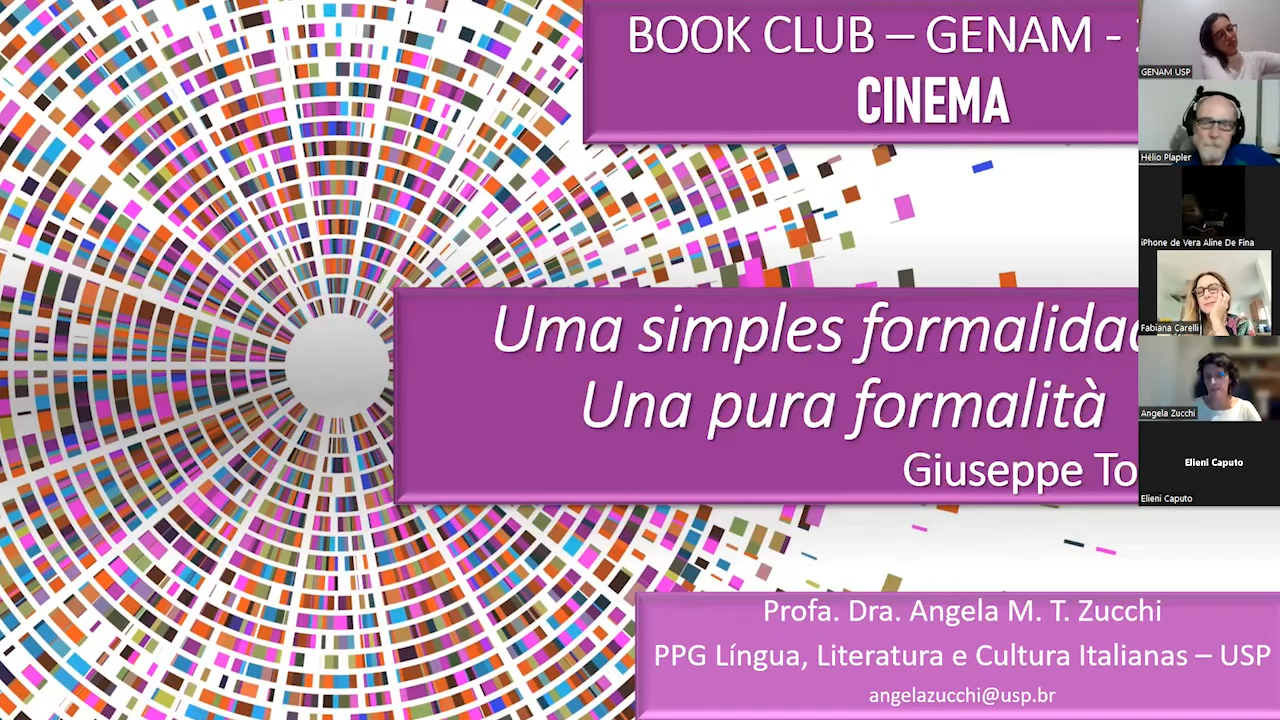 BOOK CLUB – GENAM -
CINEMA
Uma simples formalidad
Una pura formalità
Giuseppe To
Profa. Dra. Angela M. T. Zucchi
PPG Língua, Literatura e Cultura Italianas – USP
angelazucchi@usp.br
GENAM USP
Hélio Plapler
iPhone de Vera Aline De Fina
Fabiana Carelli
Angela Zucchi
Elieni Caputo
Elieni Caputo